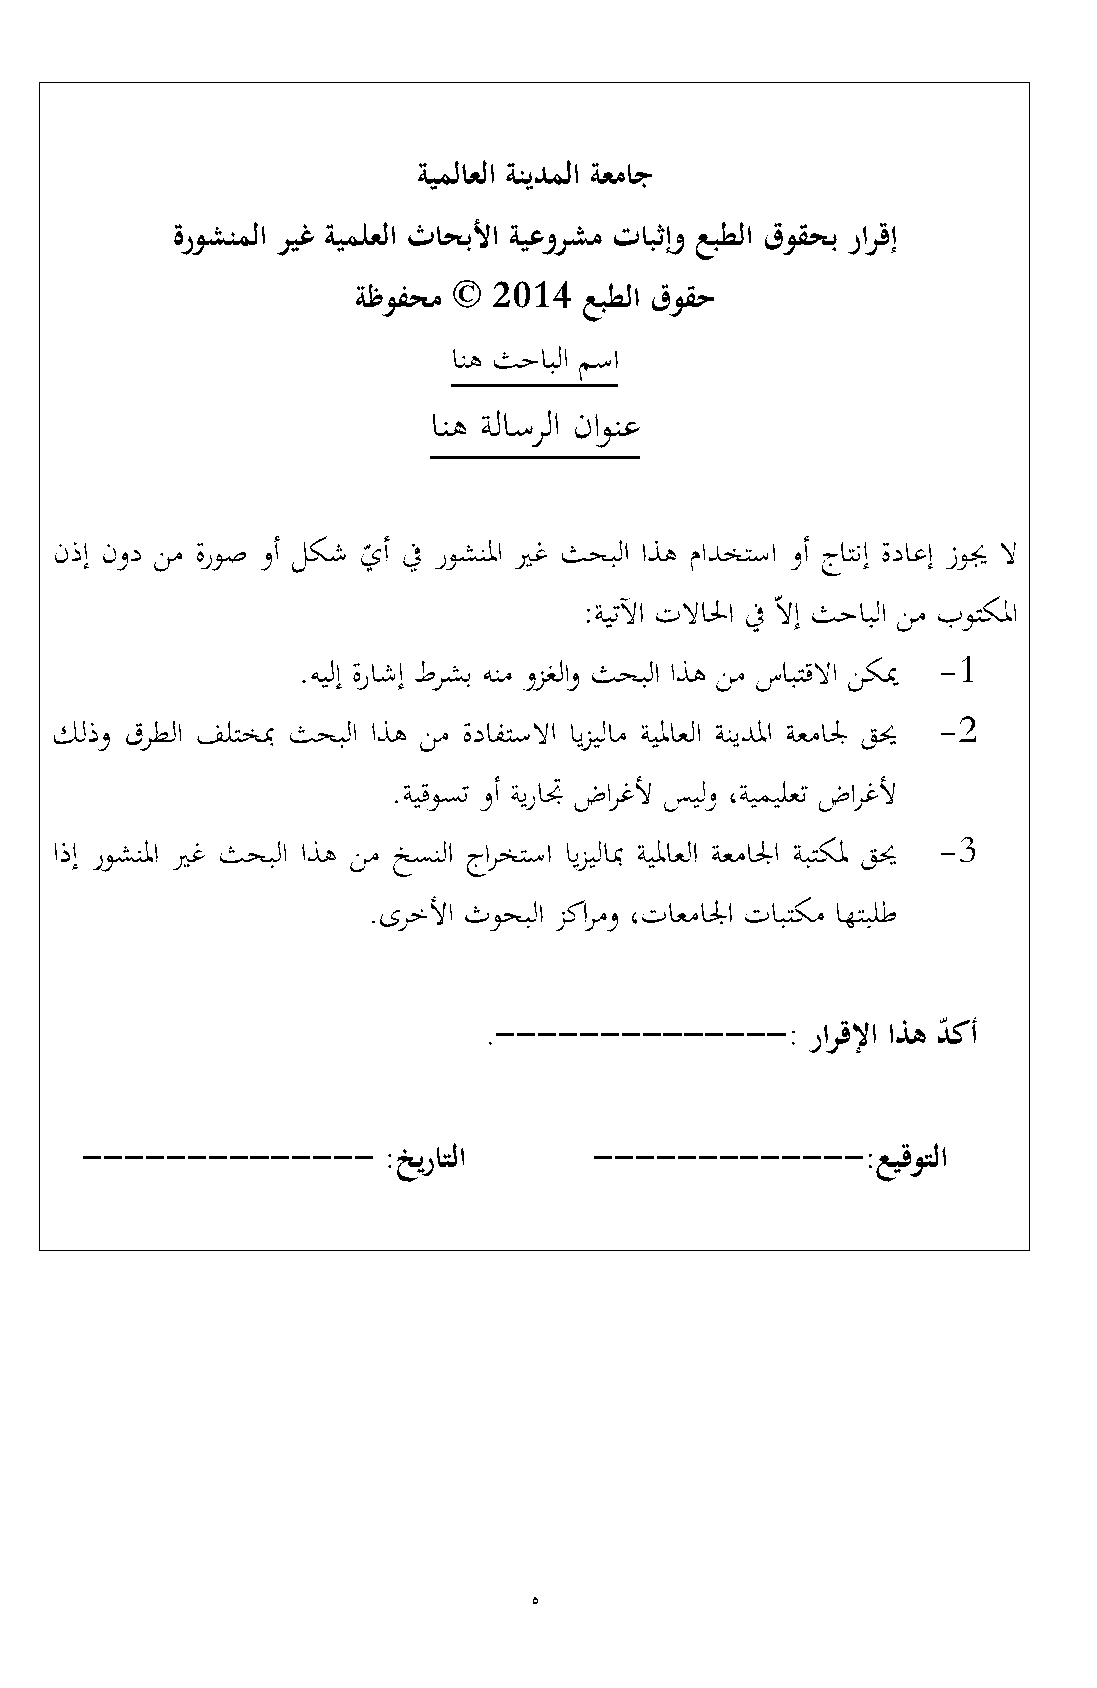 جامعة المدينة العالمية
إقرار بحقوق الطبع وإثبات مشروعية الأبحاث العلمية غير المنشورة
حقوق الطبع 2014 © محفوظة
اسم الباحث هنا
عنوان الرسالة هنا
لا يجوز إعادة إنتاج أو استخدام هذا البحث غير المنشور في أيّ شكل أو صورة من دون إذن
المكتوب من الباحث إلاّ في الحالات الآتية:
1- يمكن الاقتباس من هذا البحث والغزو منه بشرط إشارة إليه.
2- يحق لجامعة المدينة العالمية ماليزيا الاستفادة من هذا البحث بمختلف الطرق وذلك
لأغراض تعليمية، وليس لأغراض تجارية أو تسوقية.
3- يحق لمكتبة الجامعة العالمية بماليزيا استخراج النسخ من هذا البحث غير المنشور إذا
طلبتها مكتبات الجامعات، ومراكز البحوث الأخرى.
أكدّ هذا الإقرار :--------------.
التوقيع:------------- التاريخ: --------------
ه